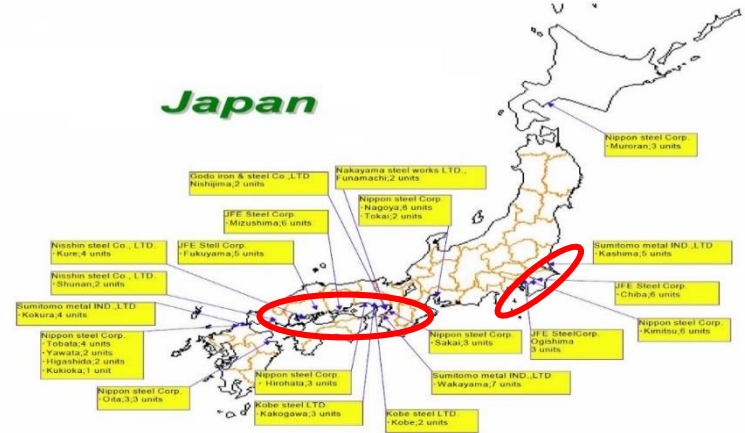 Japan
Nippon steel Corp.
·Muroran;3 units
Godo iron & steel Co.,LTD
Nishijima;2 units
Nakayama steel works LTD.,
Funamachi;2 units
Nippon steel Corp.
·Nagoya;6 units
·Tokai;2 units
JFE Steel Corp.
·Mizushima;6 units
Nisshin steel Co., LTD.
·Kure;4 units
JFE Stell Corp.
·Fukuyama;5 units
Sumitomo metal IND.,LTD
·Kashima;5 units
Nisshin steel Co., LTD.
·Shunan;2 units
JFE Steel Corp.
·Chiba;6 units
Sumitomo metal IND.,LTD
·Kokura;4 units
Nippon steel Corp.
·Kimitsu,6 units
Nippon steel Corp.
·Tobata;4 units
·Yawata;2 units
·Higashida;2 units
·Kukioka;1 unit
Nippon steel Corp.
·Sakai;3 units
JFE SteelCorp.
Ogishima
3 units
Nippon steel Corp.
·Hirohata;3 units
Sumitomo metal IND.,LTD
·Wakayama;7 units
Nippon steel Corp.
·Oita;3,3 units
Kobe steel LTD.
·Kakogawa;3 units
Kobe steel LTD.
·Kobe;2 units